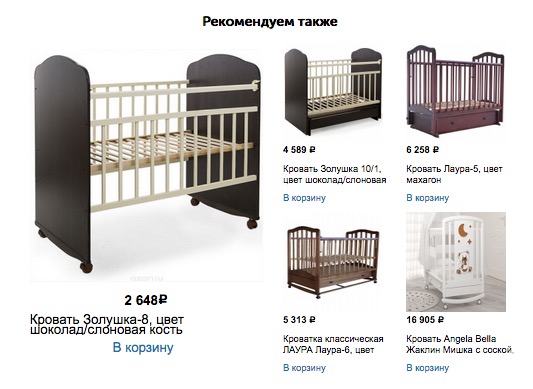 Рекомендуем также
2 648 ₽
Кровать Золушка-8, цвет
шоколад/слоновая кость
В корзину
4 589 ₽
Кровать Золушка 10/1,
цвет шоколад/слоновая
В корзину
6 258 ₽
Кровать Лаура-5, цвет
махагон
В корзину
5 313 ₽
Кроватка классическая
ЛАУРА Лаура-6, цвет
В корзину
16 905 ₽
Кровать Angela Bella
Жаклин Мишка с соской,
В корзину